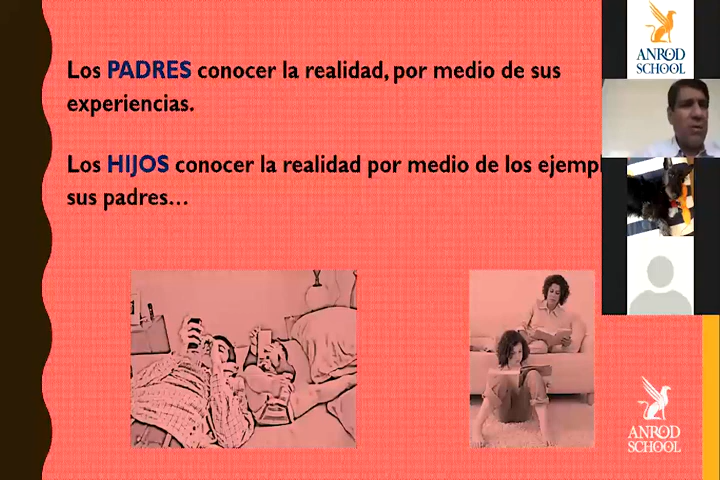 Los PADRES conocer la realidad, por medio de sus
experiencias.
Los HIJOS conocer la realidad por medio de los ejempl
sus padres...
ANROD
SCHOOL
ANROD
SCHOOL